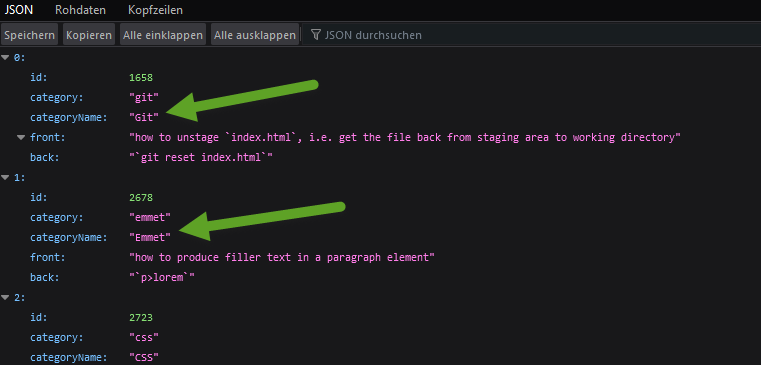 JSON Rohdaten Kopfzeilen
Speichern Kopieren Alle einklappen Alle ausklappen JSON durchsuchen
0:
id: 1658
category: "git"
categoryName: "Git"
front: "how to unstage `index.html`, i.e. get the file back from staging area to working directory"
back: "`git reset index.html`"
1:
id: 2678
category: "emmet"
categoryName: "Emmet"
front: "how to produce filler text in a paragraph element"
back: "`p>lorem`"
2:
id: 2723
category: "css"
categoryName: "CSS"